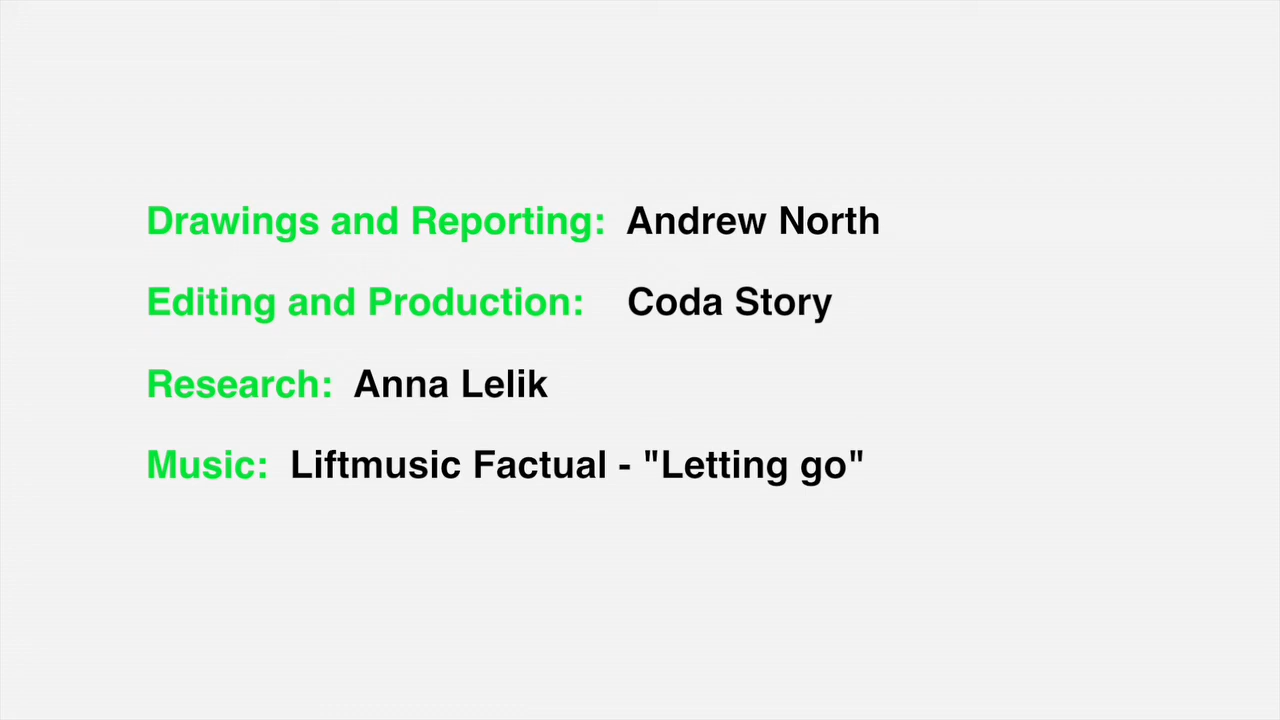 Drawings and Reporting: Andrew North
Editing and Production: Coda Story
Research: Anna Lelik
Music: Liftmusic Factual - "Letting go"